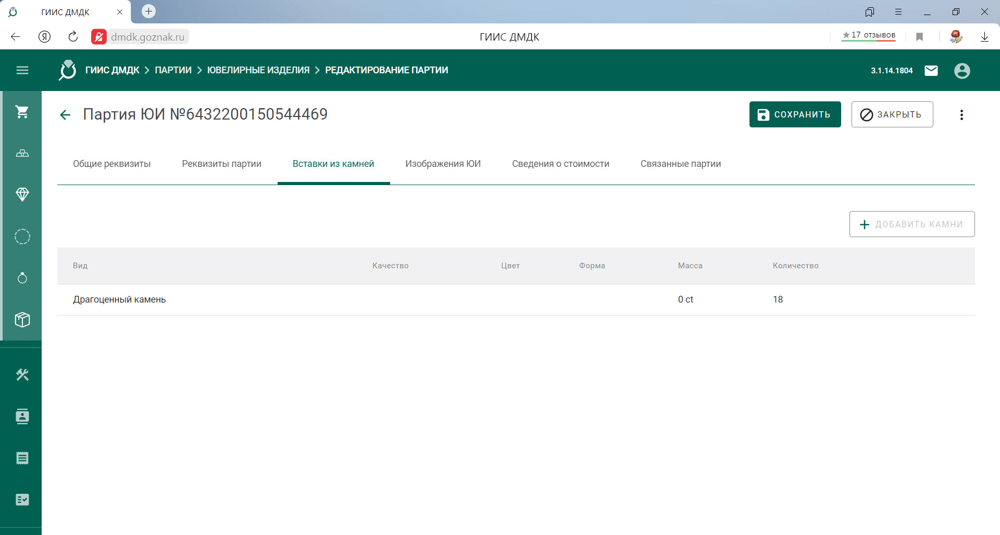 ГИИС ДМДК
Я dmdk.goznak.ru ГИИС ДМДК ★17 отзывов
ГИИС ДМДК > ПАРТИИ > ЮВЕЛИРНЫЕ ИЗДЕЛИЯ > РЕДАКТИРОВАНИЕ ПАРТИИ 3.1.14.1804
Партия ЮИ №6432200150544469 СОХРАНИТЬ ЗАКРЫТЬ
Общие реквизиты Реквизиты партии Вставки из камней Изображения ЮИ Сведения о стоимости Связанные партии
+ ДОБАВИТЬ КАМНИ
Вид Качество Цвет Форма Масса Количество
Драгоценный камень 0 ct 18